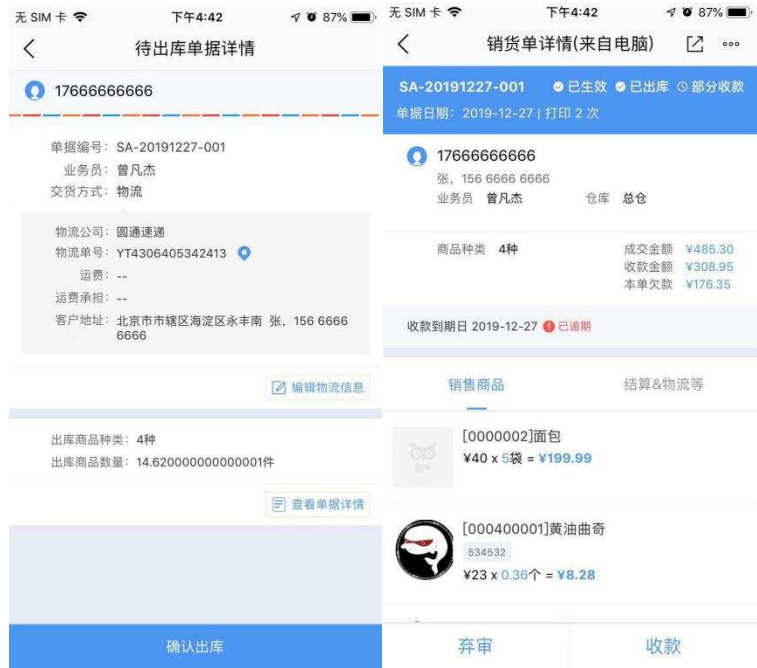 无 SIM 卡
下午4:42
87%
待出库单据详情
17666666666
单据编号: SA-20191227-001
业务员: 曾凡杰
交货方式: 物流
物流公司: 圆通速递
物流单号: YT4306405342413
运费: --
运费承担: --
客户地址: 北京市市辖区海淀区永丰南 张, 156 6666
6666
编辑物流信息
出库商品种类: 4种
出库商品数量: 14.620000000000001件
查看单据详情
确认出库
无 SIM 卡
下午4:42
87%
销货单详情(来自电脑)
SA-20191227-001 已生效 已出库 部分收款
单据日期: 2019-12-27 | 打印 2 次
17666666666
张, 156 6666 6666
业务员 曾凡杰 仓库 总仓
商品种类 4种 成交金额 ¥485.30
收款金额 ¥308.95
本单欠款 ¥176.35
收款到期日 2019-12-27 已逾期
销售商品 结算&物流等
[0000002]面包
¥40 x 5袋 = ¥199.99
[000400001]黄油曲奇
534532
¥23 x 0.36个 = ¥8.28
弃审 收款